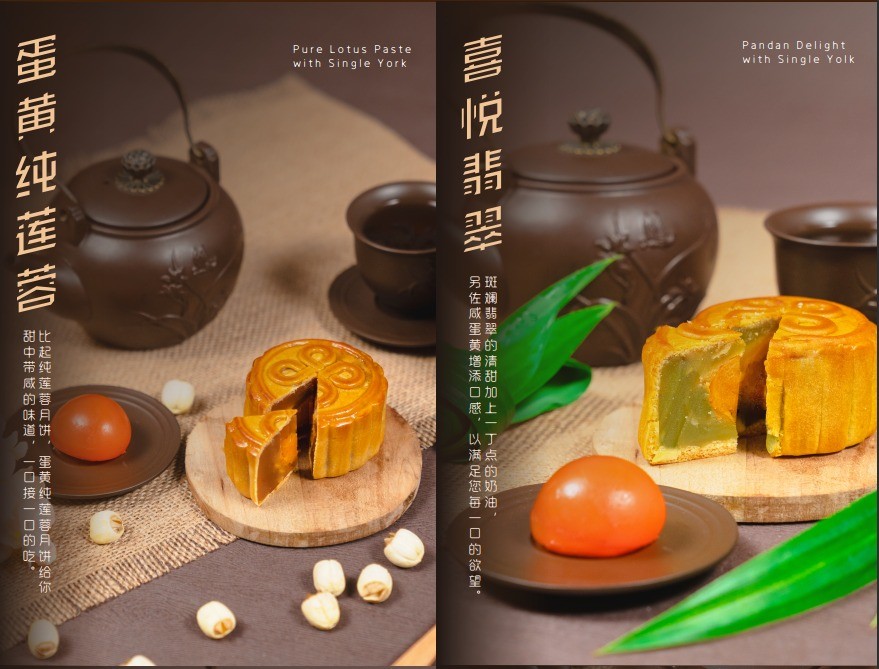 蛋黄纯莲蓉
Pure Lotus Paste
with Single York
比起纯莲蓉月饼，蛋黄纯莲蓉月饼给你
甜中带咸的味道，一口接一口的吃。
喜悦翡翠
Pandan Delight
with Single Yolk
斑斓翡翠的清甜加上一丁点的奶油，
另佐咸蛋黄增添口感，以满足您每一口的欲望。